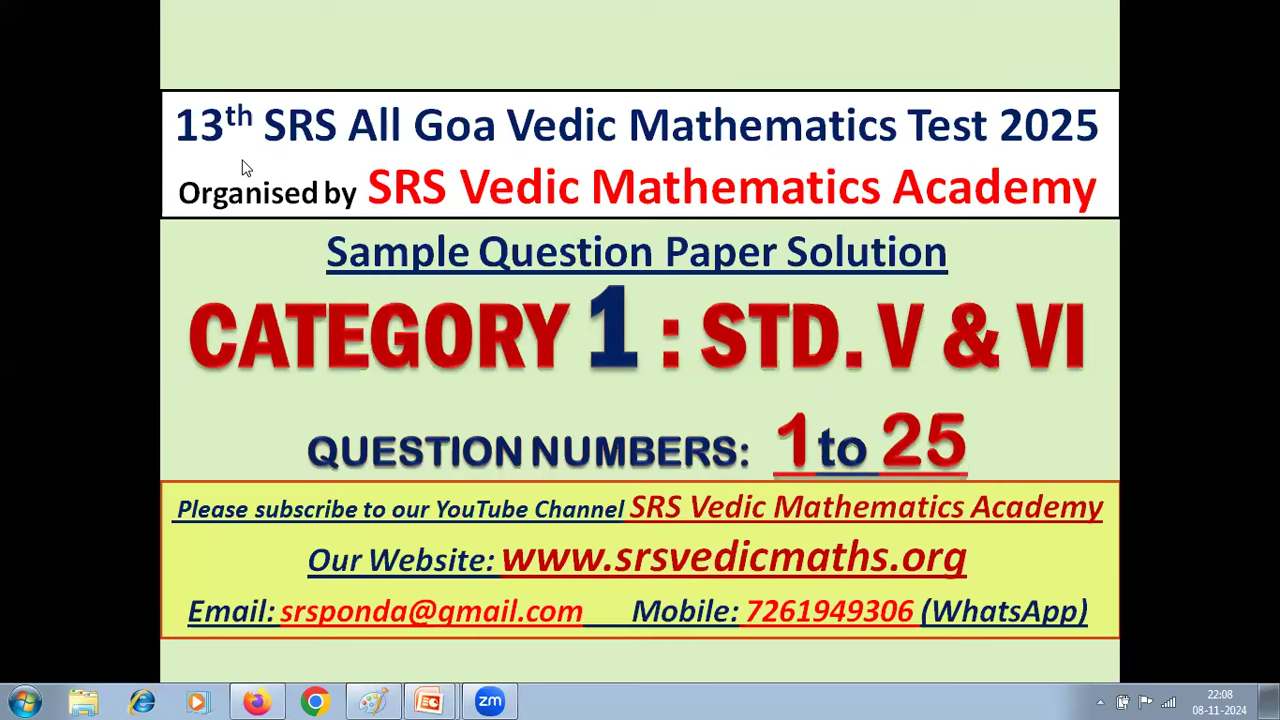 13th SRS All Goa Vedic Mathematics Test 2025
Organised by SRS Vedic Mathematics Academy
Sample Question Paper Solution
CATEGORY 1 : STD. V & VI
QUESTION NUMBERS: 1 to 25
Please subscribe to our YouTube Channel SRS Vedic Mathematics Academy
Our Website: www.srsvedicmaths.org
Email: srsponda@gmail.com Mobile: 7261949306 (WhatsApp)
zm
22:08
08-11-2024